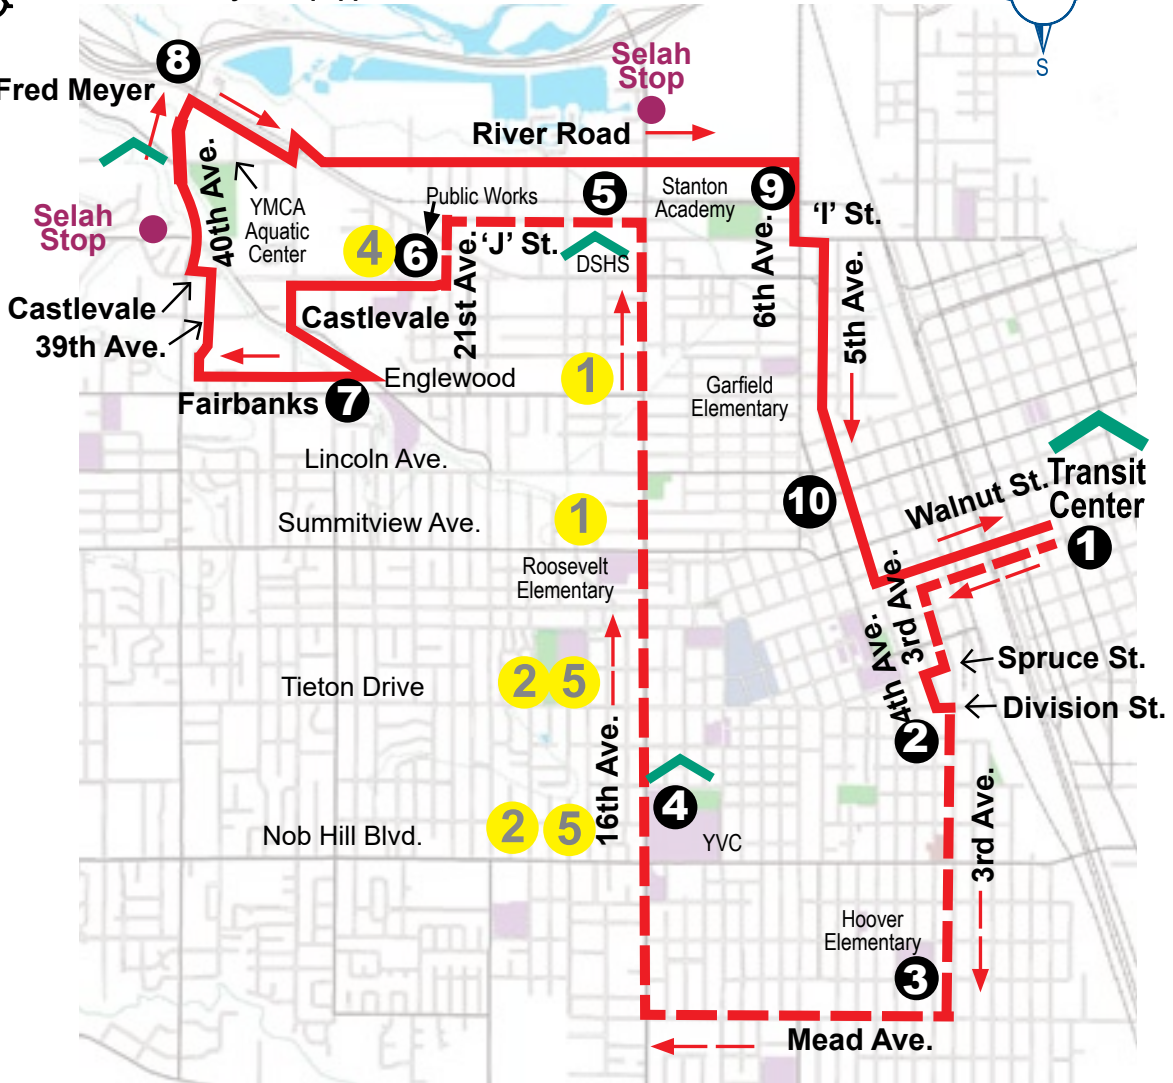 S
8
Fred Meyer
Selah
Stop
River Road
40th Ave.
YMCA
Aquatic
Center
Selah
Stop
Public Works
5
Stanton
Academy
9
'I' St.
4
6
'J' St.
DSHS
21st Ave.
6th Ave.
5th Ave.
Castlevale
39th Ave.
Castlevale
1
Englewood
Fairbanks
7
Garfield
Elementary
Lincoln Ave.
10
Walnut St.
Transit
Center
1
Summitview Ave.
1
Roosevelt
Elementary
4th Ave.
3rd Ave.
Spruce St.
Tieton Drive
2
5
Division St.
2
16th Ave.
4
3rd Ave.
Nob Hill Blvd.
2
5
YVC
Hoover
Elementary
3
Mead Ave.